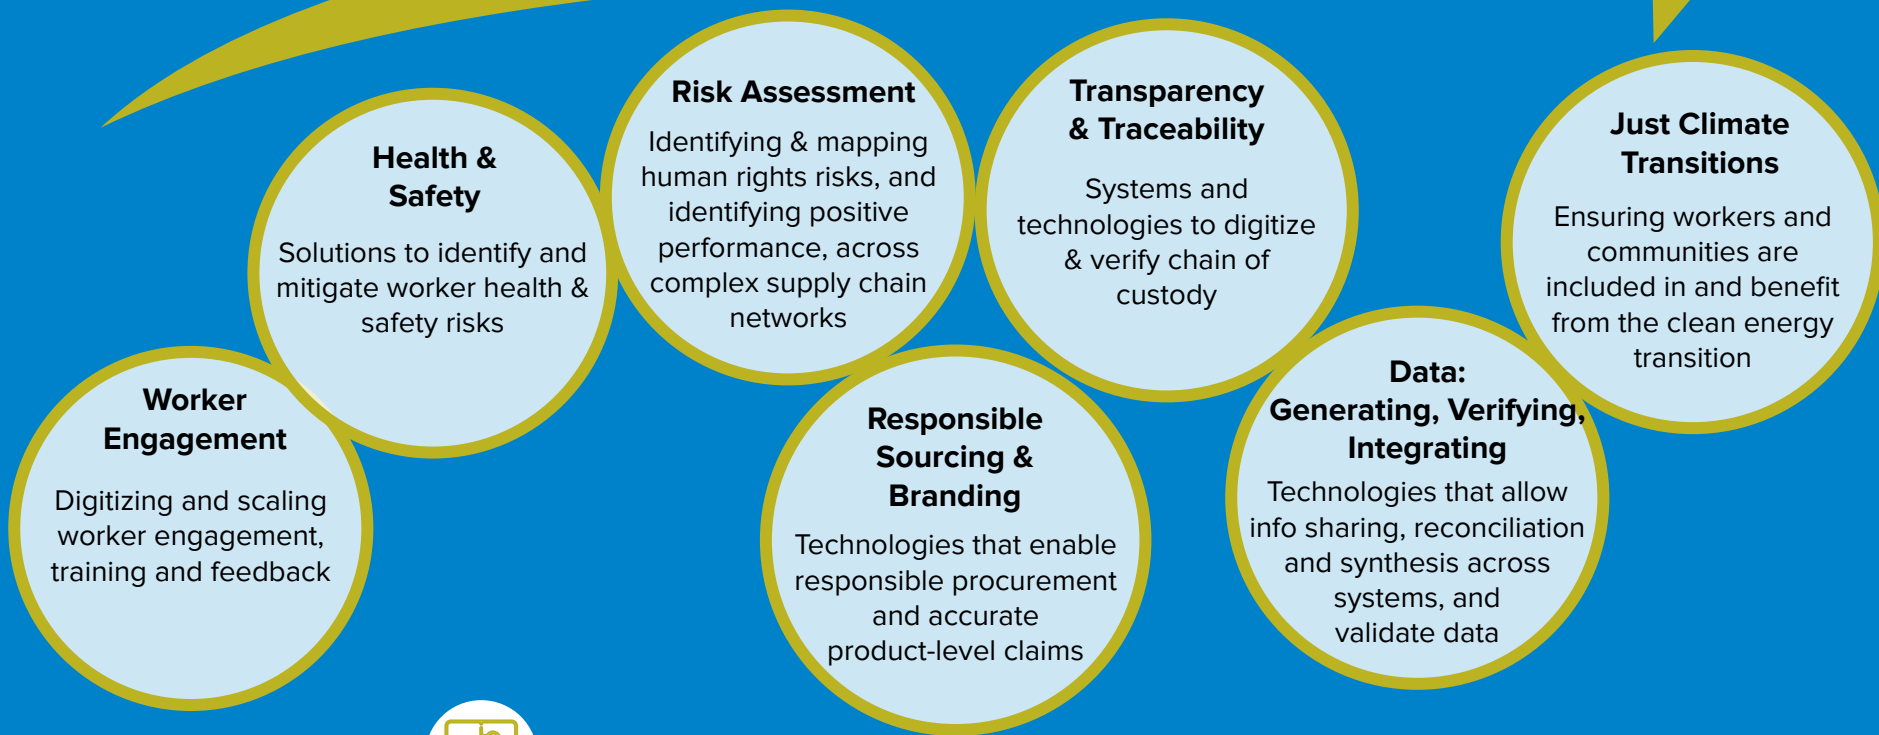 Worker
Engagement
Digitizing and scaling
worker engagement,
training and feedback
Health &
Safety
Solutions to identify and
mitigate worker health &
safety risks
Risk Assessment
Identifying & mapping
human rights risks, and
identifying positive
performance, across
complex supply chain
networks
Responsible
Sourcing &
Branding
Technologies that enable
responsible procurement
and accurate
product-level claims
Transparency
& Traceability
Systems and
technologies to digitize
& verify chain of
custody
Data:
Generating, Verifying,
Integrating
Technologies that allow
info sharing, reconciliation
and synthesis across
systems, and
validate data
Just Climate
Transitions
Ensuring workers and
communities are
included in and benefit
from the clean energy
transition